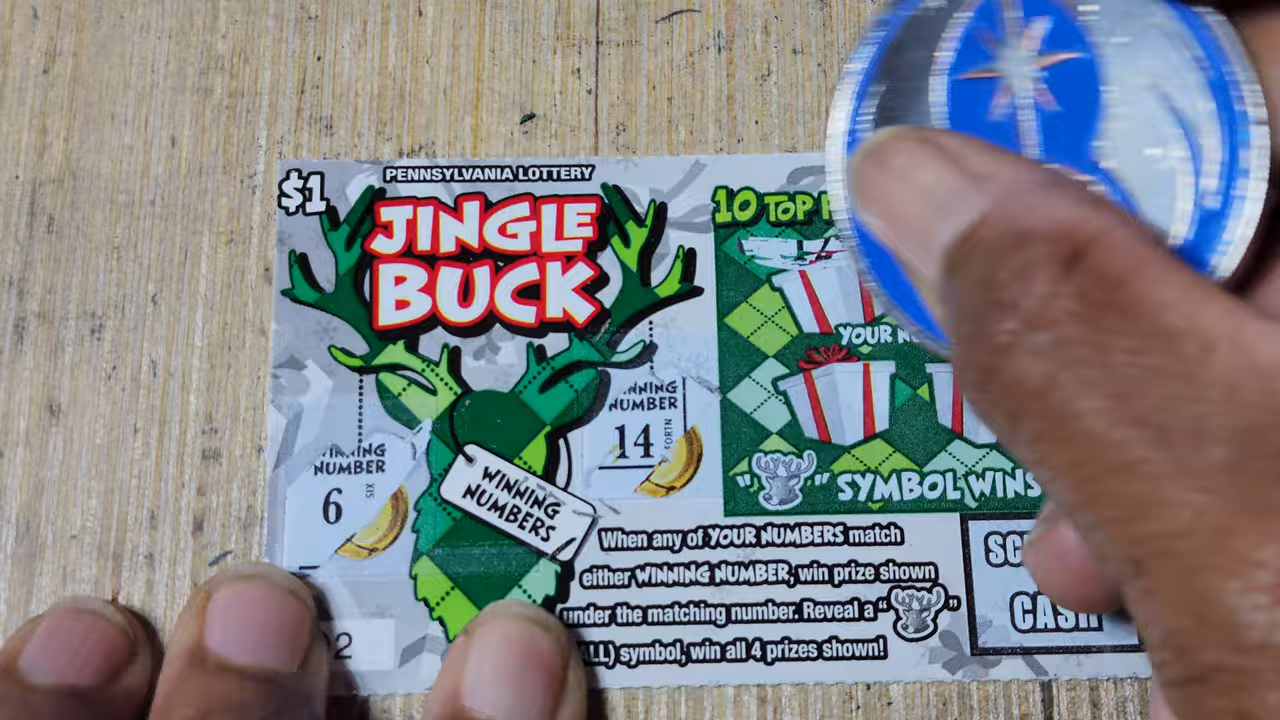 PENNSYLVANIA LOTTERY
$1
JINGLE
BUCK
10 TOP
YOUR
WINNING
NUMBER
14
FORTN
WINNING
NUMBER
6
SIX
WINNING
NUMBERS
" " SYMBOL WINS
When any of YOUR NUMBERS match
either WINNING NUMBER, win prize shown
under the matching number. Reveal a " "
ALL) symbol, win all 4 prizes shown!
CASH
02